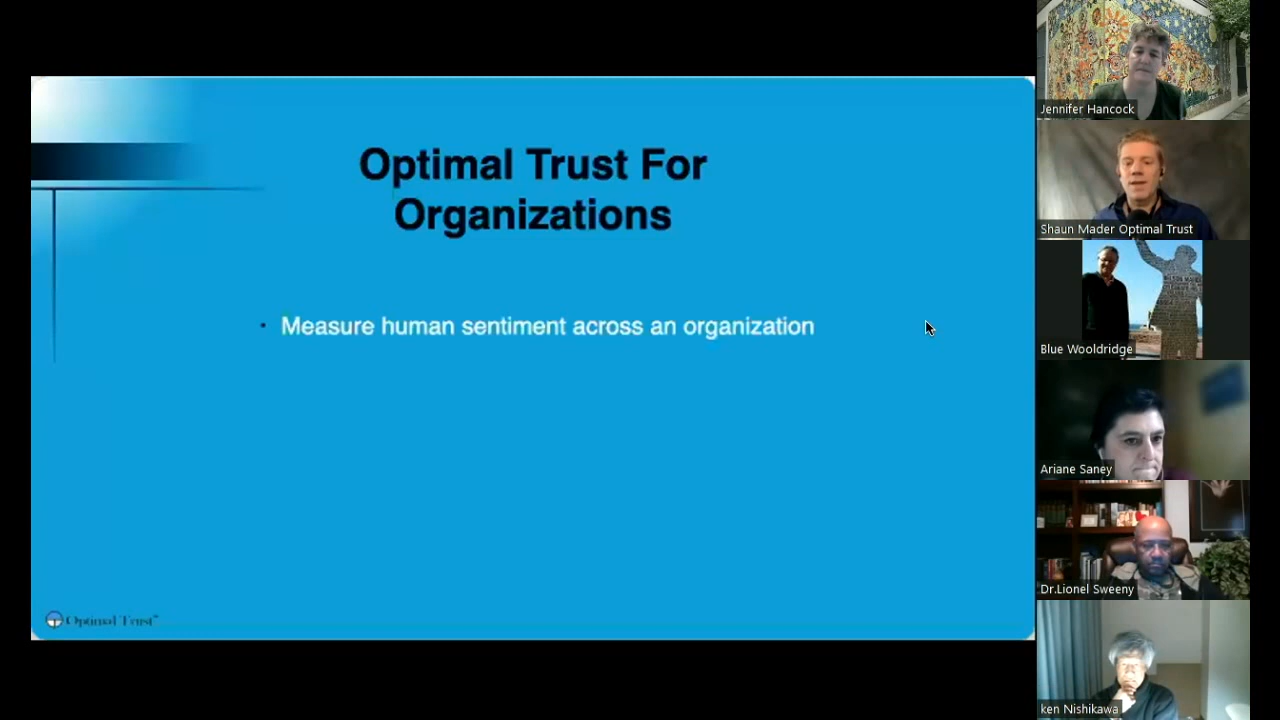 Optimal Trust For
Organizations
• Measure human sentiment across an organization
Optimal Trust™
Jennifer Hancock
Shaun Mader Optimal Trust
Blue Wooldridge
Ariane Saney
Dr.Lionel Sweeny
ken Nishikawa